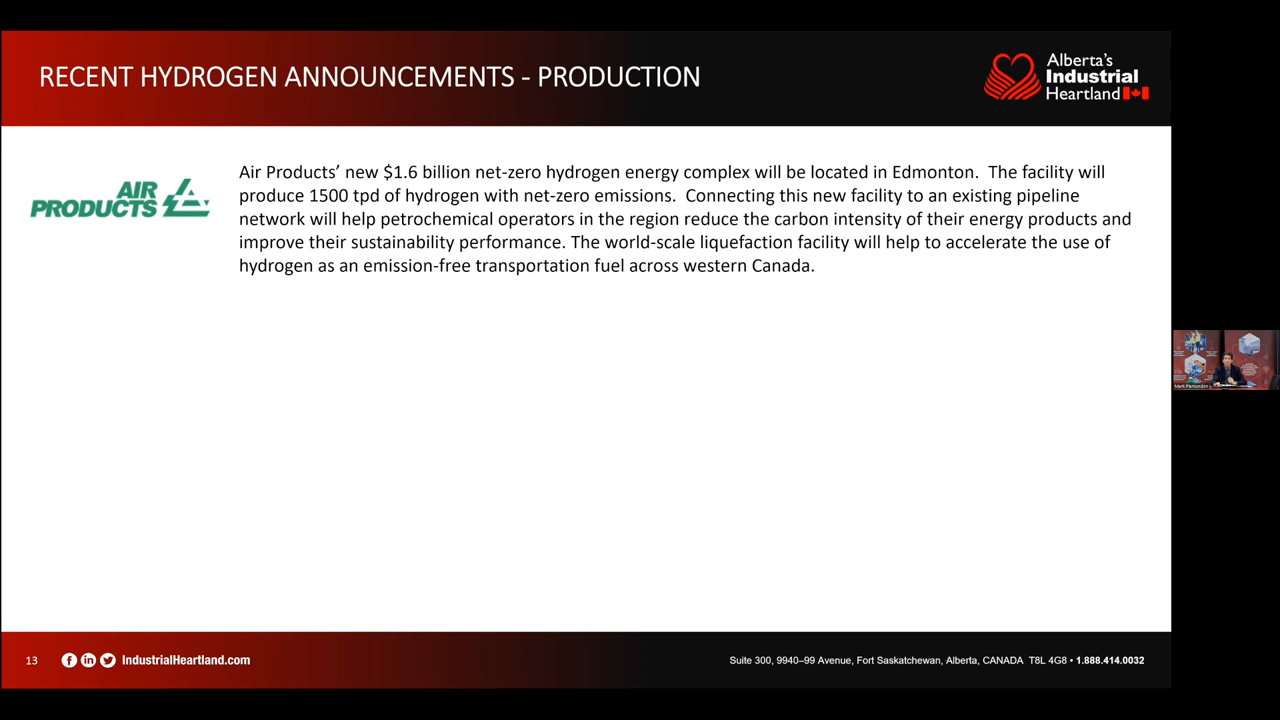 RECENT HYDROGEN ANNOUNCEMENTS - PRODUCTION
Alberta's
Industrial
Heartland
AIR
PRODUCTS
Air Products’ new $1.6 billion net-zero hydrogen energy complex will be located in Edmonton.  The facility will
produce 1500 tpd of hydrogen with net-zero emissions.  Connecting this new facility to an existing pipeline
network will help petrochemical operators in the region reduce the carbon intensity of their energy products and
improve their sustainability performance. The world-scale liquefaction facility will help to accelerate the use of
hydrogen as an emission-free transportation fuel across western Canada.
Mark Plamondon
13
IndustrialHeartland.com
Suite 300, 9940–99 Avenue, Fort Saskatchewan, Alberta, CANADA  T8L 4G8 • 1.888.414.0032